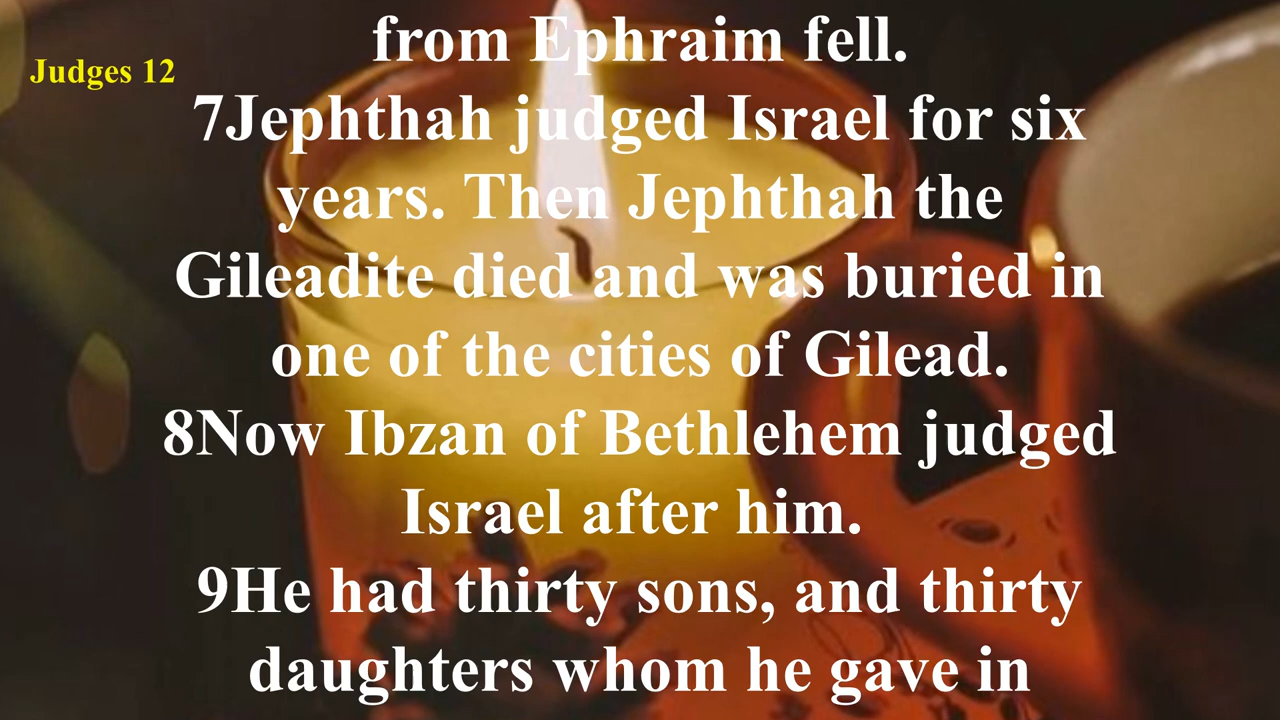 Judges 12
from Ephraim fell.
7Jephthah judged Israel for six
years. Then Jephthah the
Gileadite died and was buried in
one of the cities of Gilead.
8Now Ibzan of Bethlehem judged
Israel after him.
9He had thirty sons, and thirty
daughters whom he gave in